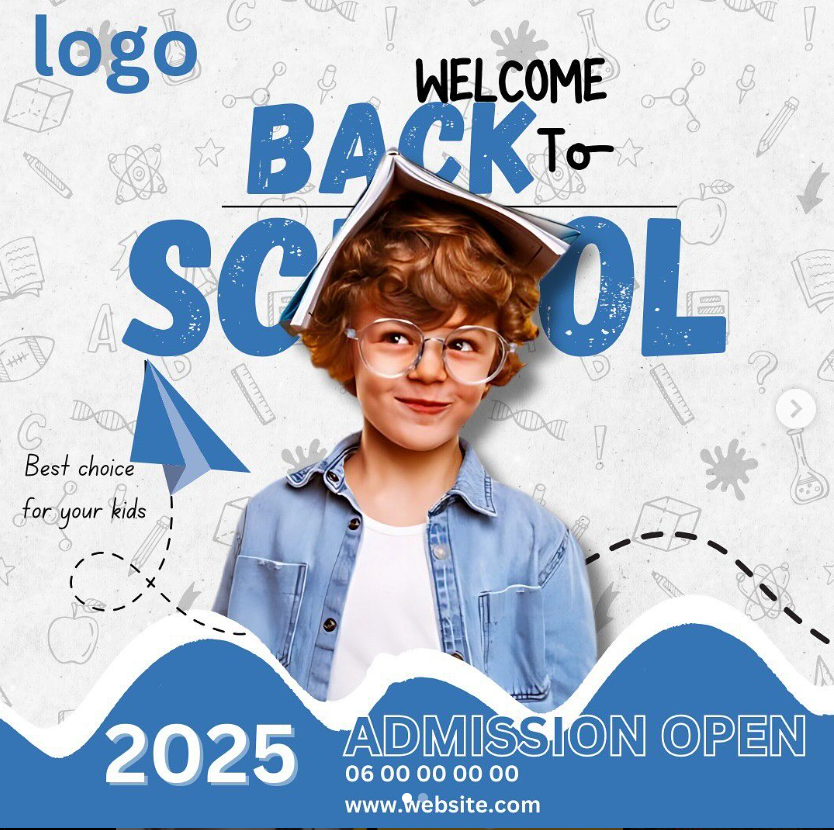 logo
WELCOME
BACK To
SCHOOL
Best choice
for your kids
2025
ADMISSION OPEN
06 00 00 00 00
www.website.com